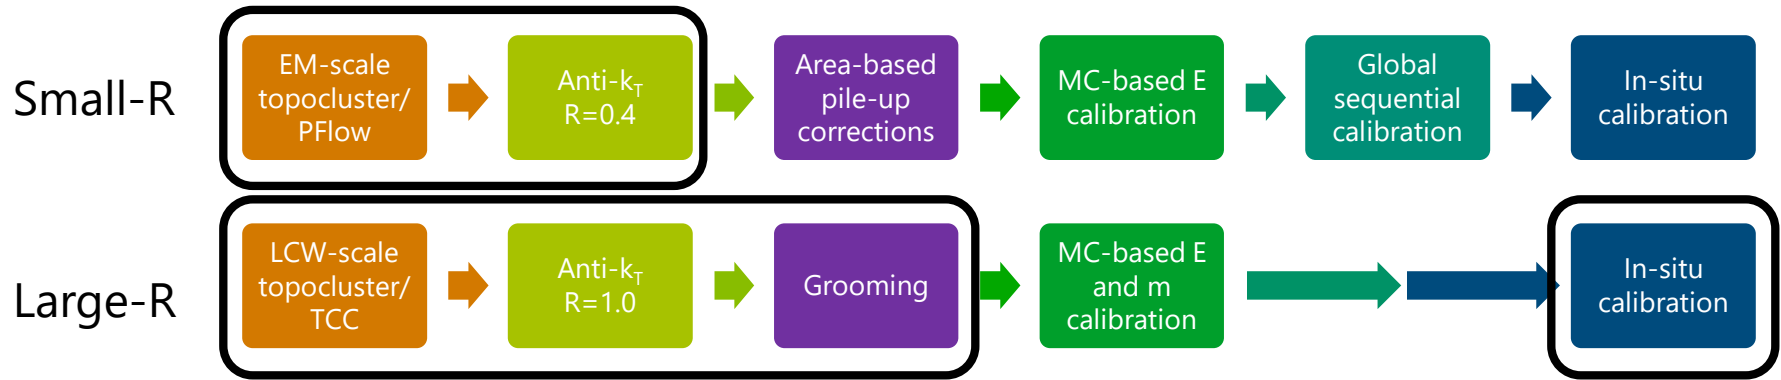 Small-R
EM-scale
topocluster/
PFlow
Anti-kT
R=0.4
Area-based
pile-up
corrections
MC-based E
calibration
Global
sequential
calibration
In-situ
calibration
Large-R
LCW-scale
topocluster/
TCC
Anti-kT
R=1.0
Grooming
MC-based E
and m
calibration
In-situ
calibration